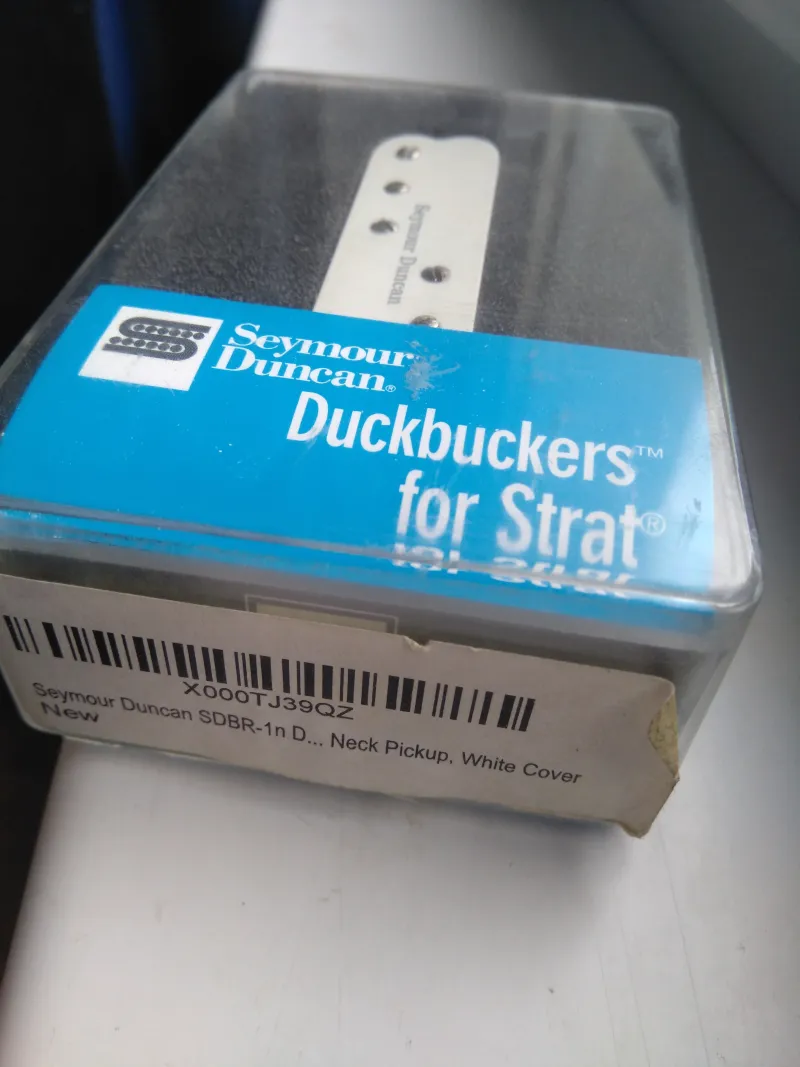 Seymour Duncan
Seymour
Duncan®
Duckbuckers™
for Strat®
X000TJ39QZ
Seymour Duncan SDBR-1n D... Neck Pickup, White Cover
New